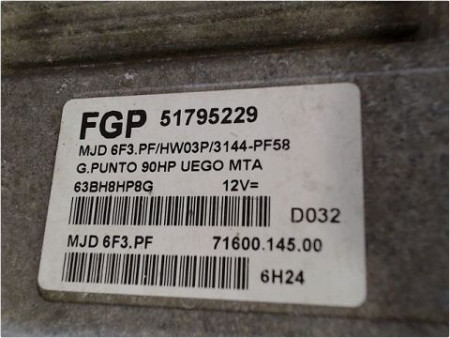 FGP 51795229
MJD 6F3.PF/HW03P/3144-PF58
G.PUNTO 90HP UEGO MTA
63BH8HP8G 12V=
D032
MJD 6F3.PF 71600.145.00
6H24